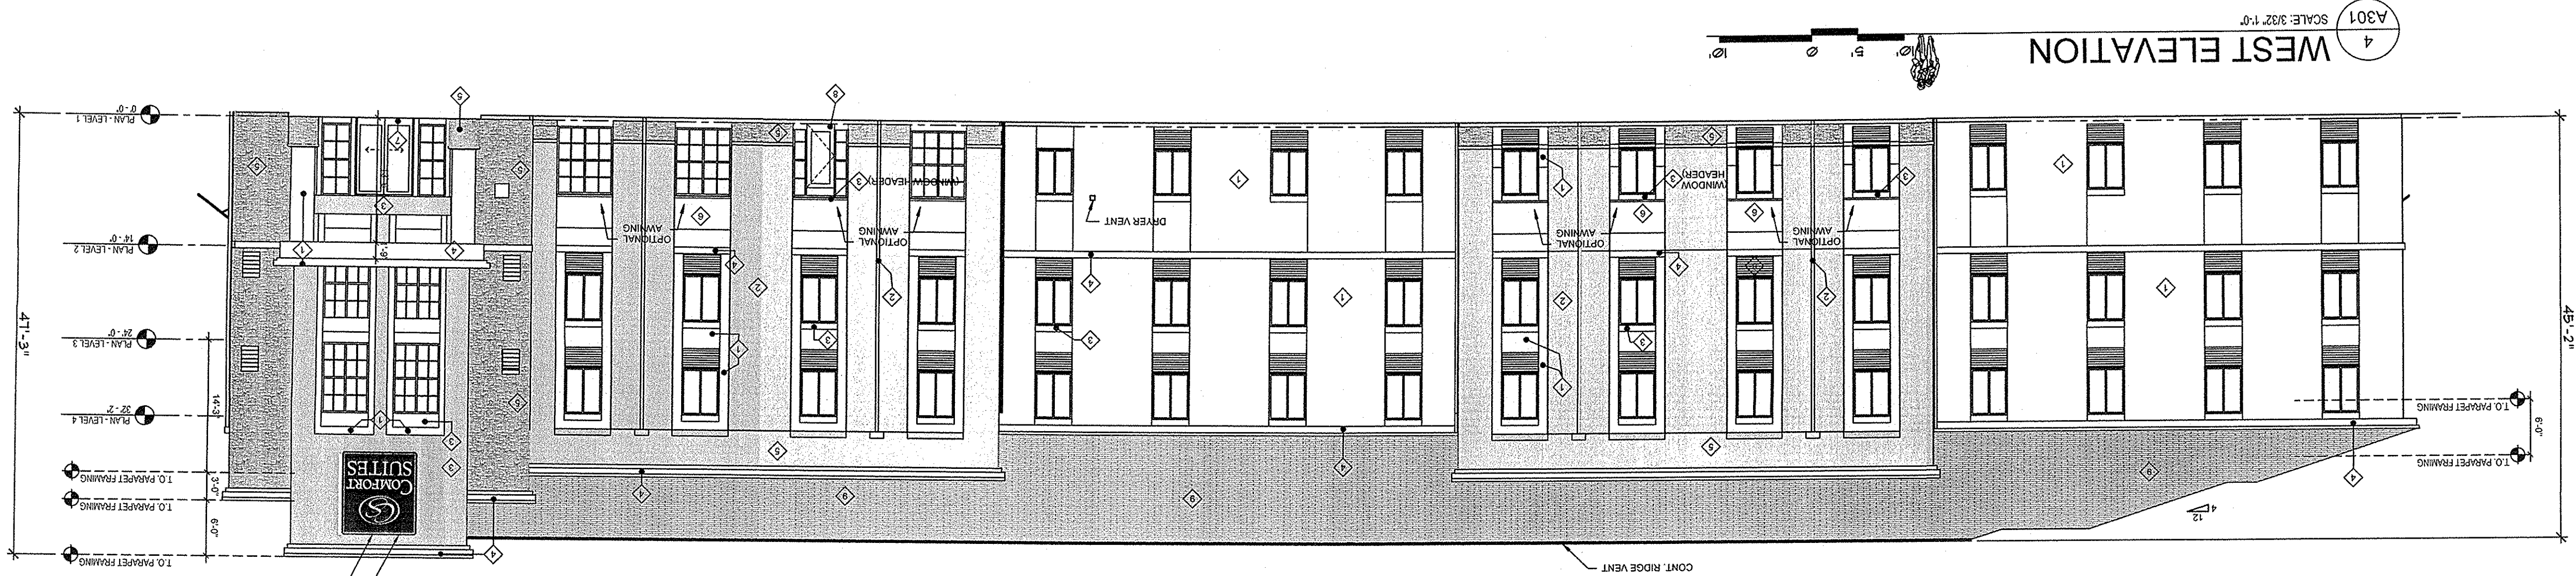 CONT. RIDGE VENT
T.O. PARAPET FRAMING
T.O. PARAPET FRAMING
T.O. PARAPET FRAMING
6'-0"
3'-0"
14'-3"
CS
COMFORT
SUITES
4
12
T.O. PARAPET FRAMING
T.O. PARAPET FRAMING
6'-0"
45'-2"
47'-3"
PLAN - LEVEL 4
32' - 2"
PLAN - LEVEL 3
24' - 0"
PLAN - LEVEL 2
14' - 0"
PLAN - LEVEL 1
0' - 0"
OPTIONAL
AWNING
OPTIONAL
AWNING
OPTIONAL
AWNING
OPTIONAL
AWNING
DRYER VENT
(WINDOW
HEADER)
(WINDOW HEADER)
4
A301
WEST ELEVATION
SCALE: 3/32" 1'-0"
10'
5'
0
10'